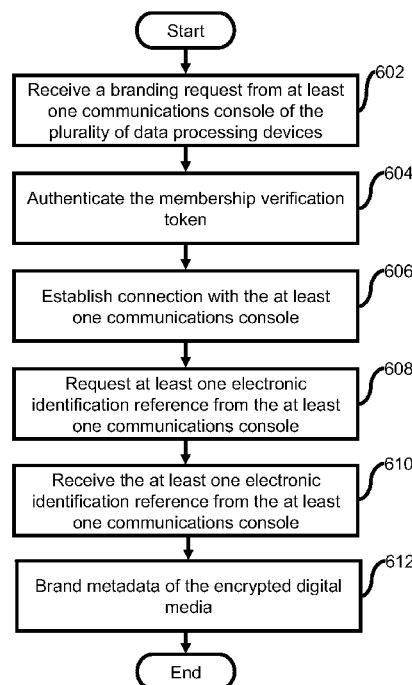 Start
602
Receive a branding request from at least
one communications console of the
plurality of data processing devices
604
Authenticate the membership verification
token
606
Establish connection with the at least
one communications console
608
Request at least one electronic
identification reference from the at least
one communications console
610
Receive the at least one electronic
identification reference from the at least
one communications console
612
Brand metadata of the encrypted digital
media
End